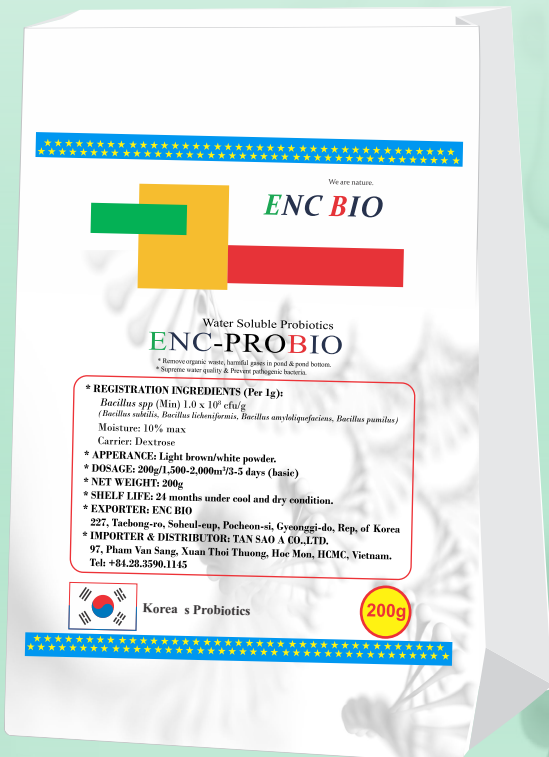 We are nature.
ENC BIO
Water Soluble Probiotics
ENC-PROBIO
* Remove organic waste, harmful gases in pond & pond bottom.
* Supreme water quality & Prevent pathogenic bacteria.
* REGISTRATION INGREDIENTS (Per 1g):
Bacillus spp (Min) 1.0 x 10⁸ cfu/g
(Bacillus subtilis, Bacillus licheniformis, Bacillus amyloliquefaciens, Bacillus pumilus)
Moisture: 10% max
Carrier: Dextrose
* APPERANCE: Light brown/white powder.
* DOSAGE: 200g/1,500-2,000m³/3-5 days (basic)
* NET WEIGHT: 200g
* SHELF LIFE: 24 months under cool and dry condition.
* EXPORTER: ENC BIO
227, Taebong-ro, Soheul-eup, Pocheon-si, Gyeonggi-do, Rep, of Korea
* IMPORTER & DISTRIBUTOR: TAN SAO A CO.,LTD.
97, Pham Van Sang, Xuan Thoi Thuong, Hoc Mon, HCMC, Vietnam.
Tel: +84.28.3590.1145
Korea s Probiotics
200g